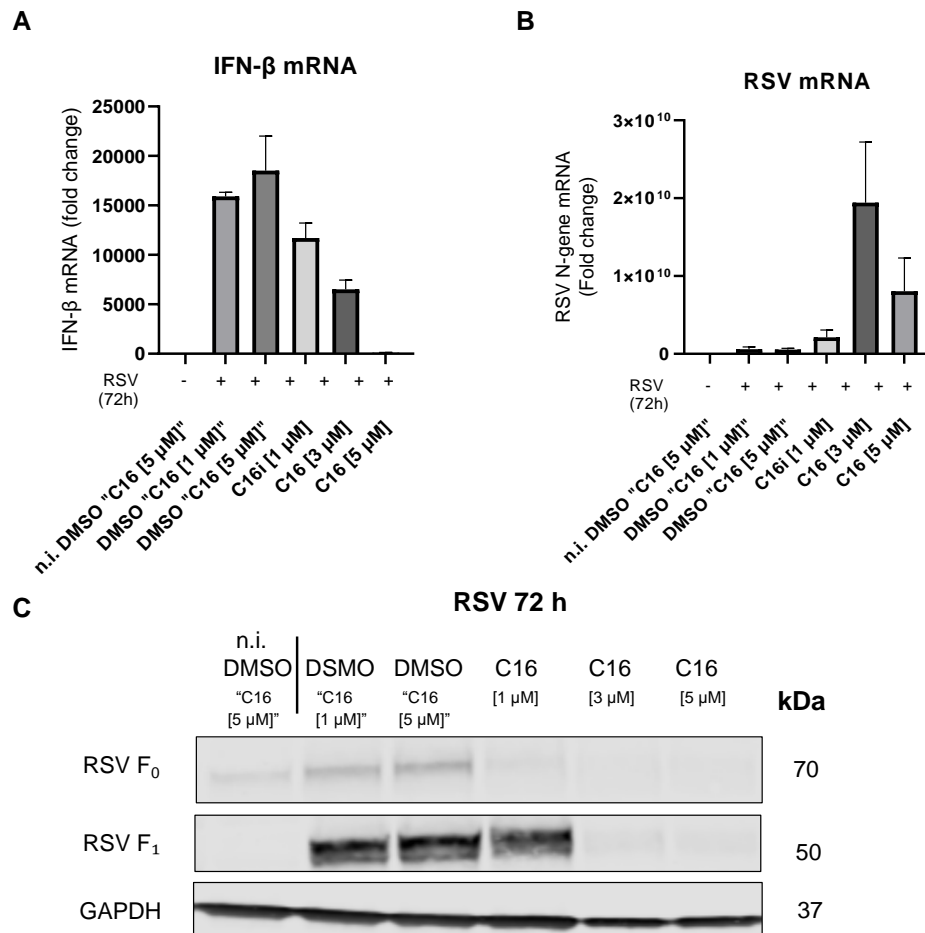 A
IFN-β mRNA
IFN-β mRNA (fold change)
25000
20000
15000
10000
5000
0
RSV
(72h)
- + + + + + +
n.i. DMSO "C16 [5 µM]"
DMSO "C16 [1 µM]"
DMSO "C16 [5 µM]"
C16i [1 µM]
C16 [3 µM]
C16 [5 µM]
B
RSV mRNA
RSV N-gene mRNA
(Fold change)
3×10¹⁰
2×10¹⁰
1×10¹⁰
0
RSV
(72h)
- + + + + + +
n.i. DMSO "C16 [5 µM]"
DMSO "C16 [1 µM]"
DMSO "C16 [5 µM]"
C16i [1 µM]
C16 [3 µM]
C16 [5 µM]
C
RSV 72 h
n.i.
DMSO DSMO DMSO C16 C16 C16
“C16 “C16 “C16 [1 µM] [3 µM] [5 µM] kDa
[5 µM]” [1 µM]” [5 µM]”
RSV F₀ 70
RSV F₁ 50
GAPDH 37